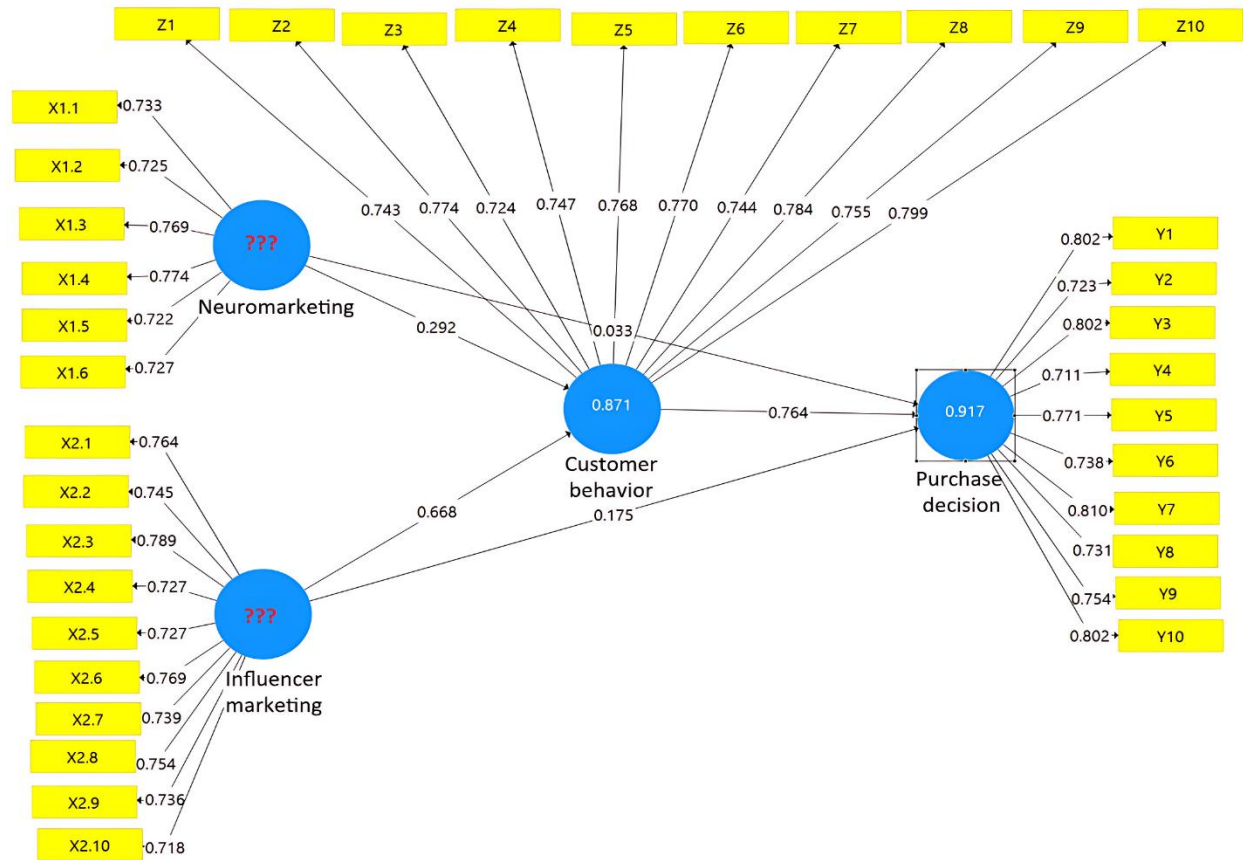 Z1
Z2
Z3
Z4
Z5
Z6
Z7
Z8
Z9
Z10
X1.1
0.733
X1.2
0.725
X1.3
0.769
X1.4
0.774
X1.5
0.722
X1.6
0.727
???
Neuromarketing
0.743
0.774
0.724
0.747
0.768
0.770
0.744
0.784
0.755
0.799
0.292
0.033
0.871
Customer
behavior
0.764
0.917
Purchase
decision
0.802
Y1
0.723
Y2
0.802
Y3
0.711
Y4
0.771
Y5
0.738
Y6
0.810
Y7
0.731
Y8
0.754
Y9
0.802
Y10
X2.1
0.764
X2.2
0.745
X2.3
0.789
X2.4
0.727
X2.5
0.727
X2.6
0.769
X2.7
0.739
X2.8
0.754
X2.9
0.736
X2.10
0.718
???
Influencer
marketing
0.668
0.175